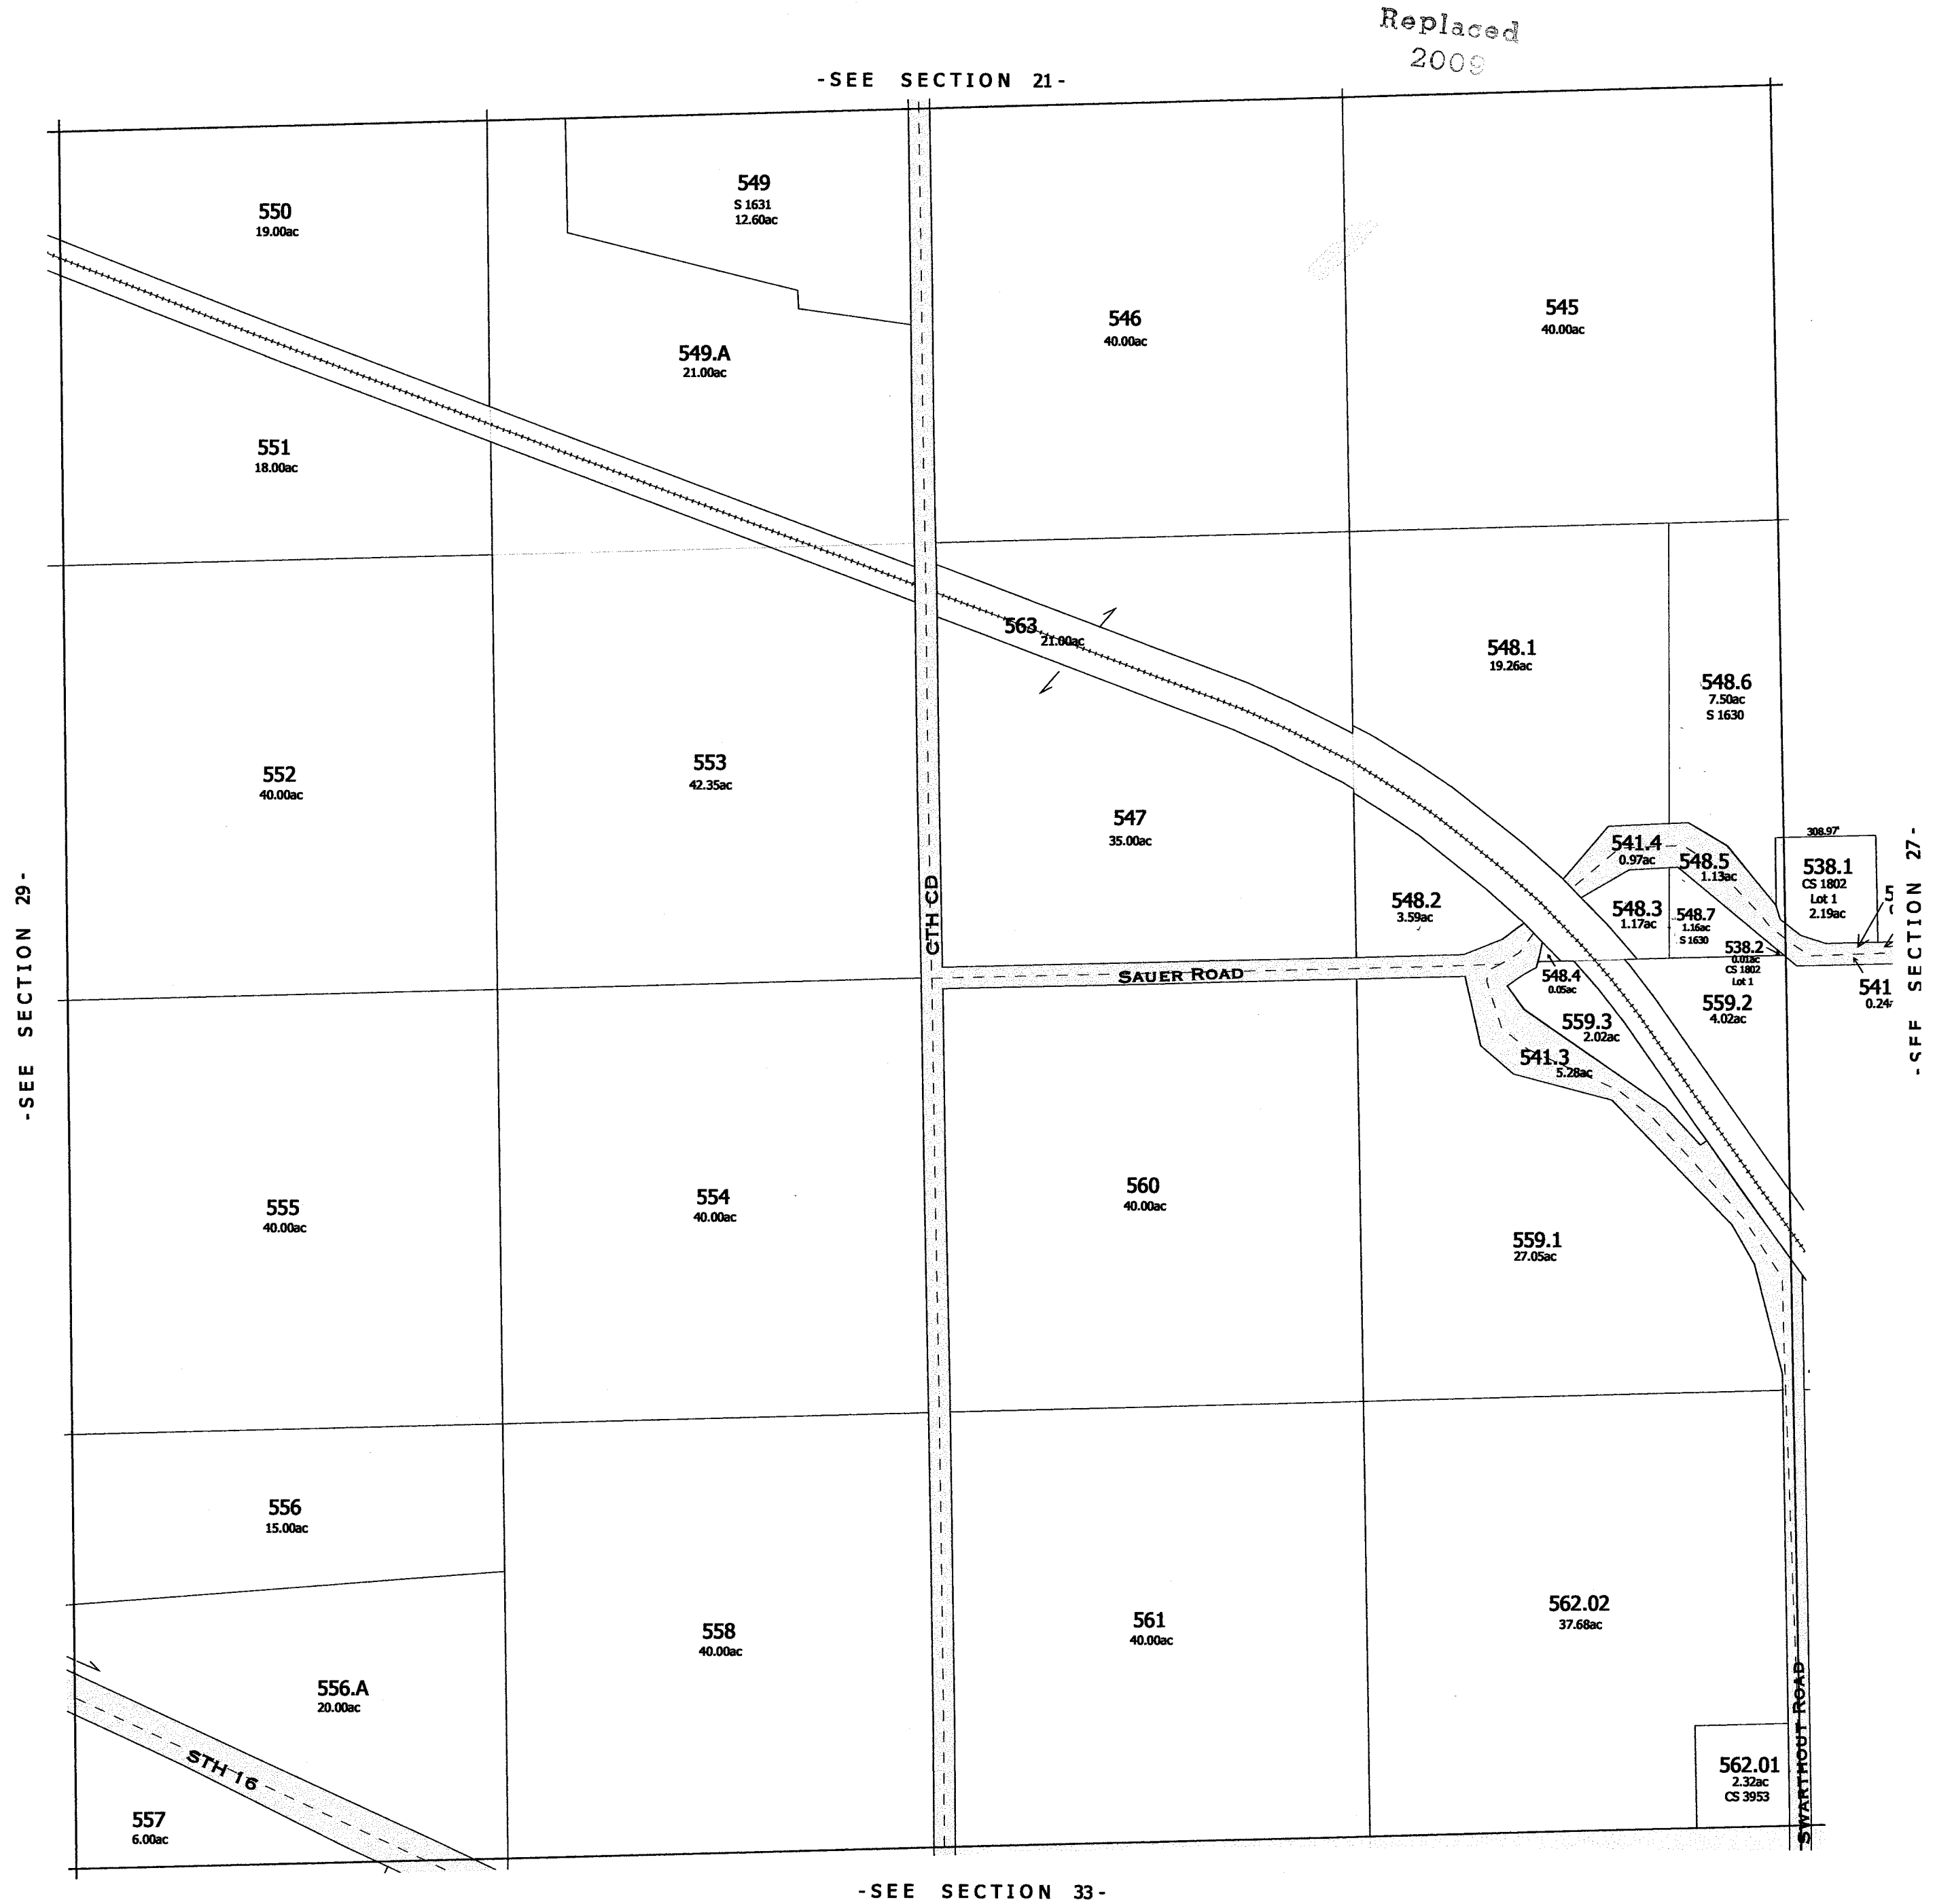 Replaced
2009
-SEE SECTION 21-
549
S 1631
12.60ac
550
19.00ac
546
40.00ac
545
40.00ac
549.A
21.00ac
551
18.00ac
563
21.00ac
548.1
19.26ac
548.6
7.50ac
S 1630
552
40.00ac
553
42.35ac
547
35.00ac
308.97'
541.4
0.97ac
548.5
1.13ac
538.1
CS 1802
Lot 1
2.19ac
-SEE SECTION 29-
-SEE SECTION 27-
CTH CD
548.2
3.59ac
548.3
1.17ac
548.7
1.16ac
S 1630
538.2
0.01ac
CS 1802
Lot 1
SAUER ROAD
548.4
0.05ac
541
0.24
559.2
4.02ac
559.3
2.02ac
541.3
5.28ac
555
40.00ac
554
40.00ac
560
40.00ac
559.1
27.05ac
556
15.00ac
558
40.00ac
561
40.00ac
562.02
37.68ac
556.A
20.00ac
STH 16
SWARTHOUT ROAD
562.01
2.32ac
CS 3953
557
6.00ac
-SEE SECTION 33-